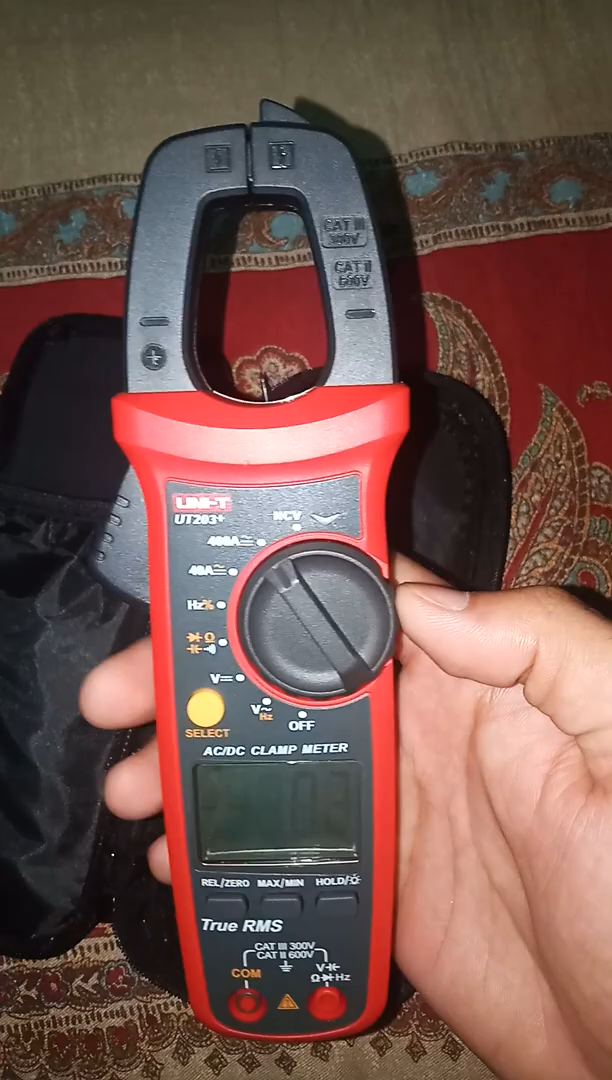 CAT III
300V
CAT II
600V
UNI-T
UT203+
NCV
400A
40A
Hz%
Ω
V
V~
Hz
OFF
SELECT
AC/DC CLAMP METER
REL/ZERO MAX/MIN HOLD/
True RMS
CAT III 300V
CAT II 600V
COM
V
Ω Hz